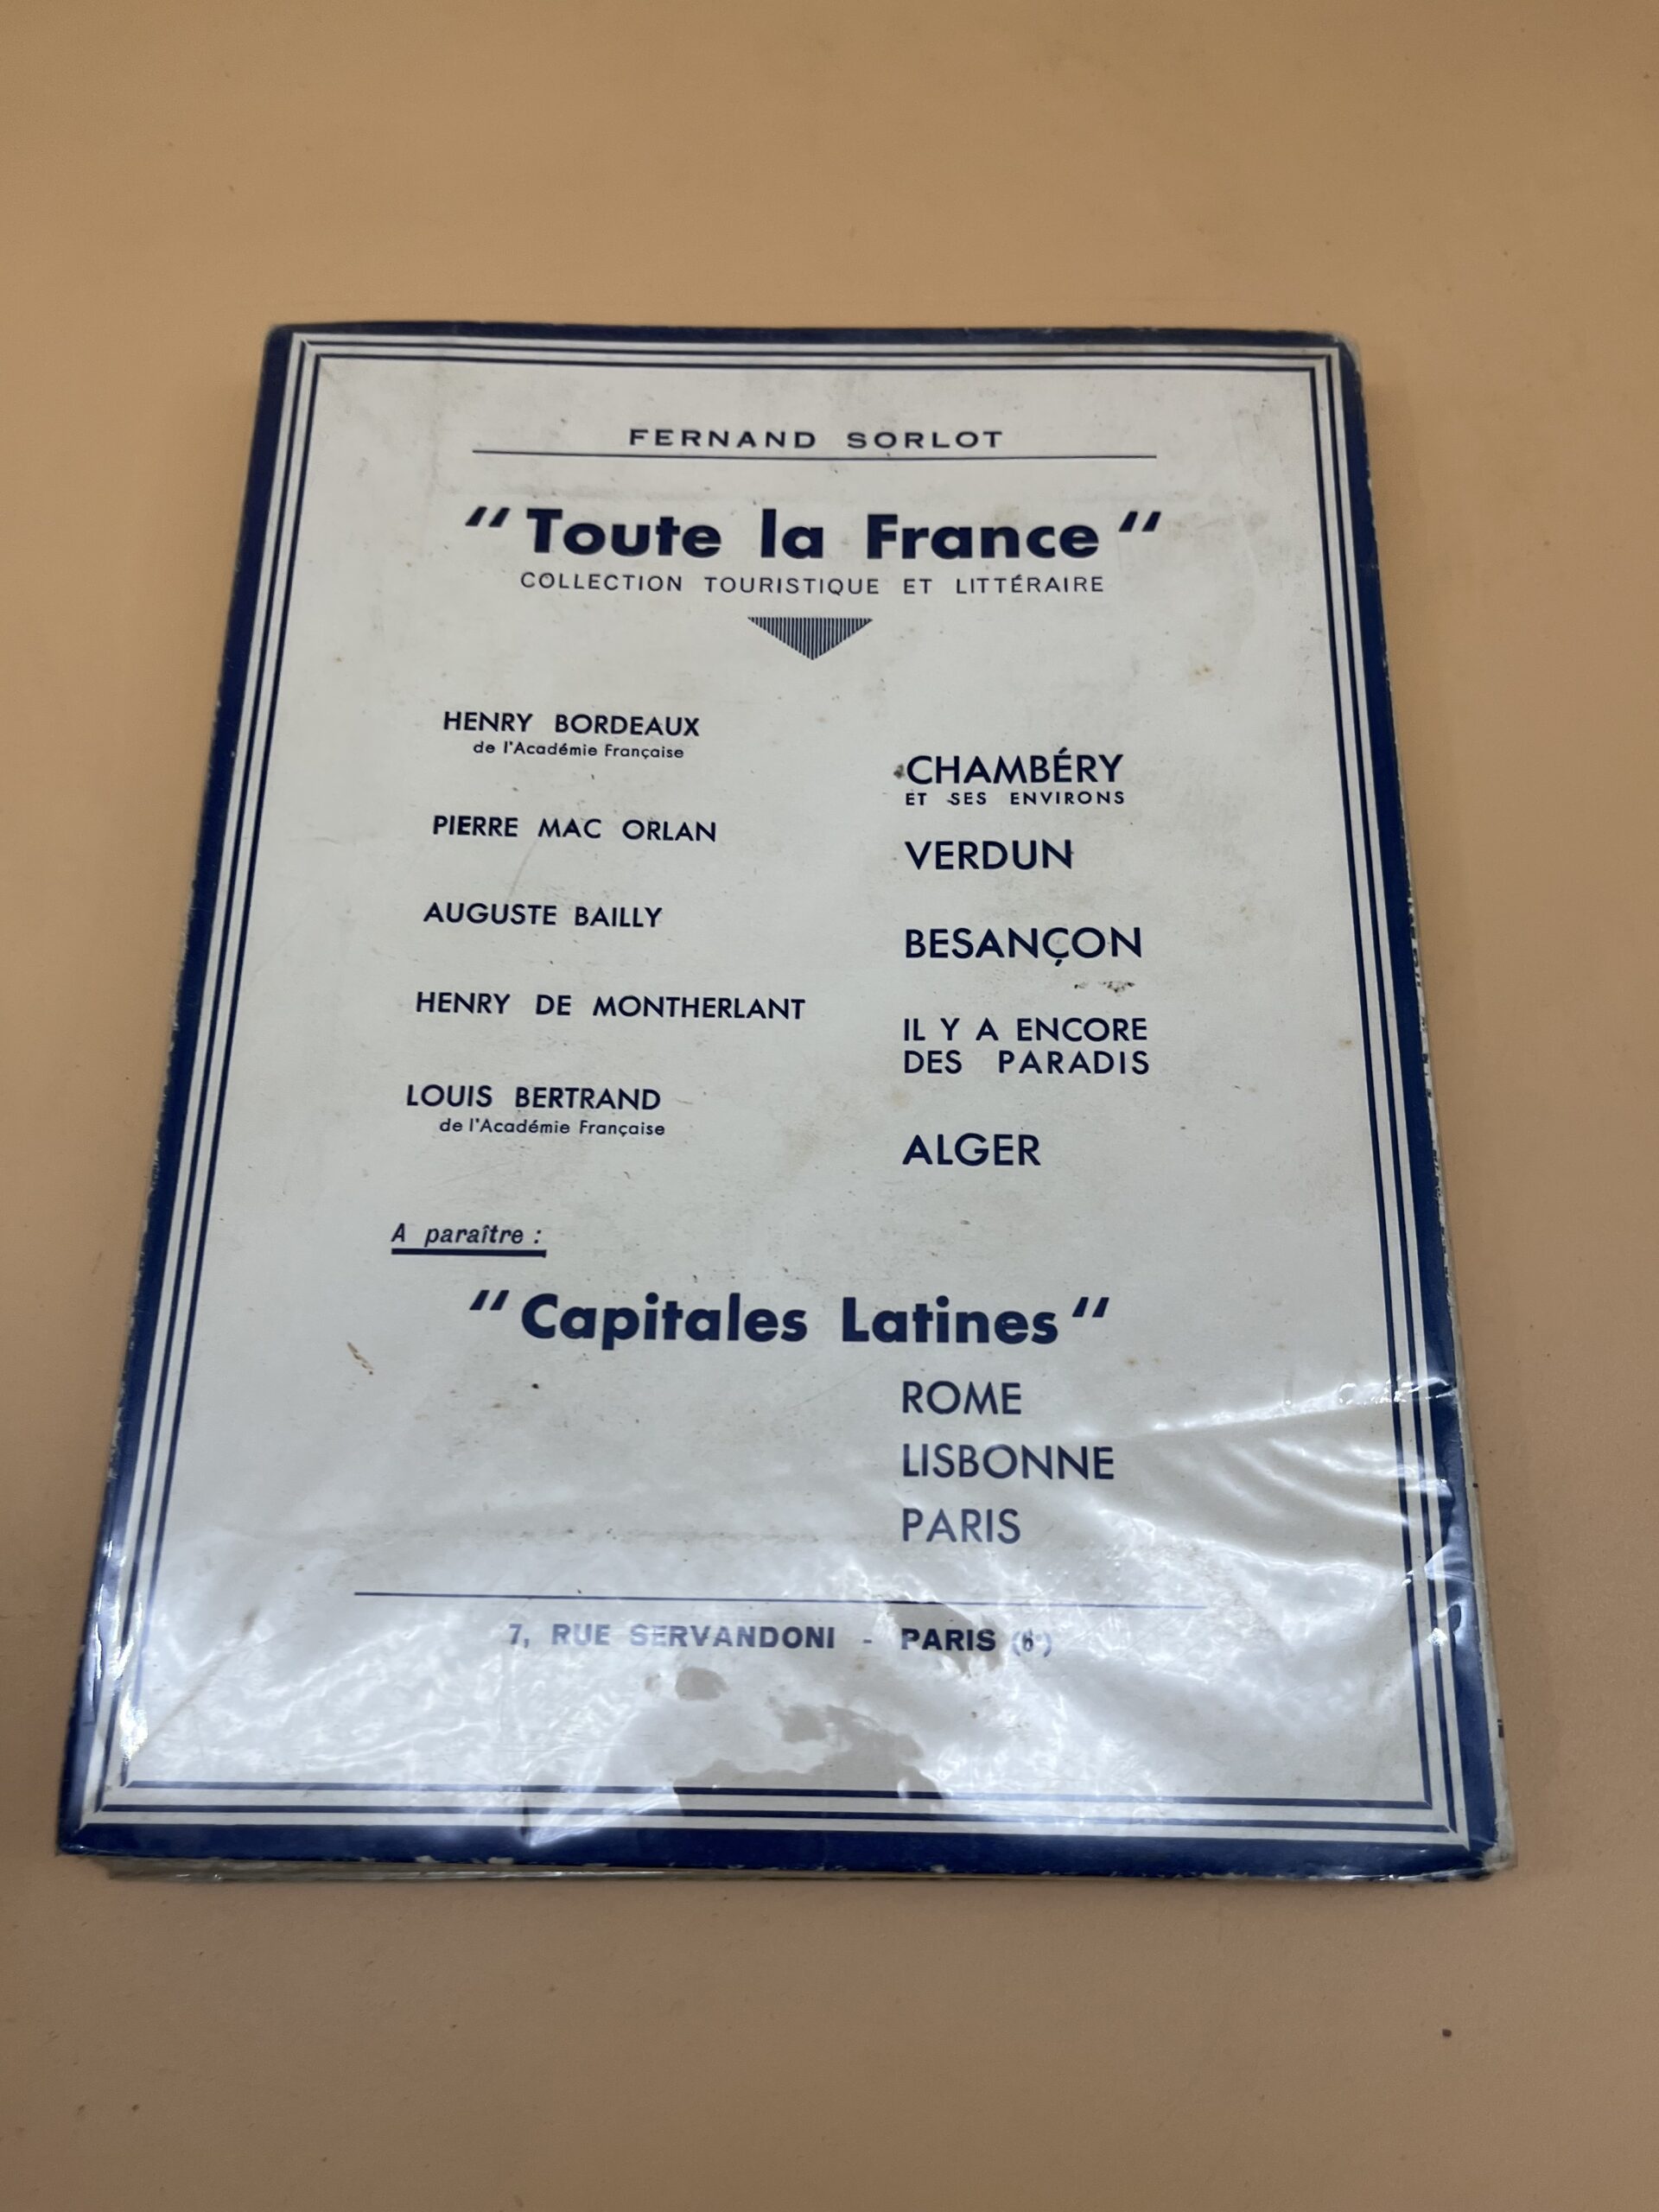 FERNAND SORLOT
"Toute la France"
COLLECTION TOURISTIQUE ET LITTÉRAIRE
HENRY BORDEAUX
de l'Académie Française
CHAMBÉRY
ET SES ENVIRONS
PIERRE MAC ORLAN
VERDUN
AUGUSTE BAILLY
BESANÇON
HENRY DE MONTHERLANT
IL Y A ENCORE
DES PARADIS
LOUIS BERTRAND
de l'Académie Française
ALGER
A paraître :
"Capitales Latines"
ROME
LISBONNE
PARIS
7, RUE SERVANDONI - PARIS (6e)